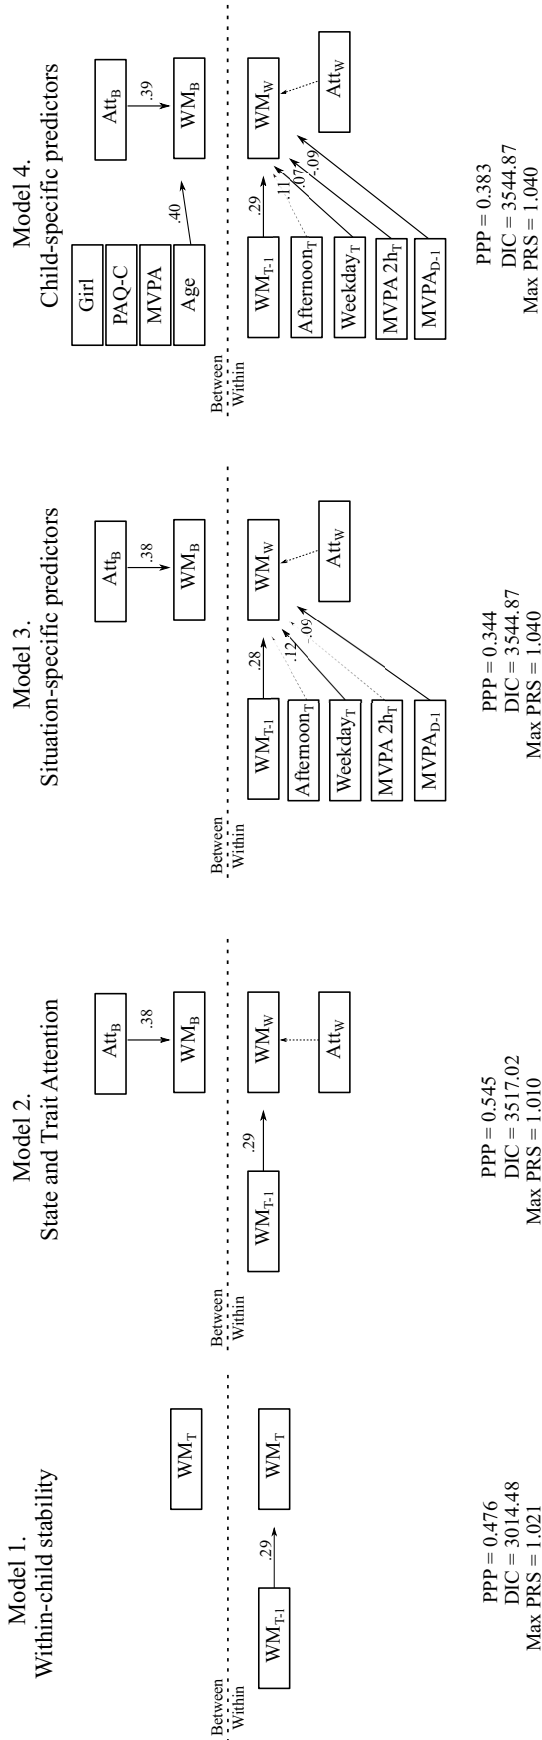 Model 1.
Within-child stability
WM_T
Between
Within
WM_T-1
.29
WM_T
PPP = 0.476
DIC = 3014.48
Max PRS = 1.021
Model 2.
State and Trait Attention
Att_B
.38
WM_B
Between
Within
WM_T-1
.29
WM_W
Att_W
PPP = 0.545
DIC = 3517.02
Max PRS = 1.010
Model 3.
Situation-specific predictors
Att_B
.38
WM_B
Between
Within
WM_T-1
.28
WM_W
Afternoon_T
.12
-.09
Weekday_T
Att_W
MVPA 2h_T
MVPA_D-1
PPP = 0.344
DIC = 3544.87
Max PRS = 1.040
Model 4.
Child-specific predictors
Girl
Att_B
PAQ-C
.39
MVPA
Age
.40
WM_B
Between
Within
WM_T-1
.29
WM_W
Afternoon_T
.11
.07
-.09
Weekday_T
Att_W
MVPA 2h_T
MVPA_D-1
PPP = 0.383
DIC = 3544.87
Max PRS = 1.040